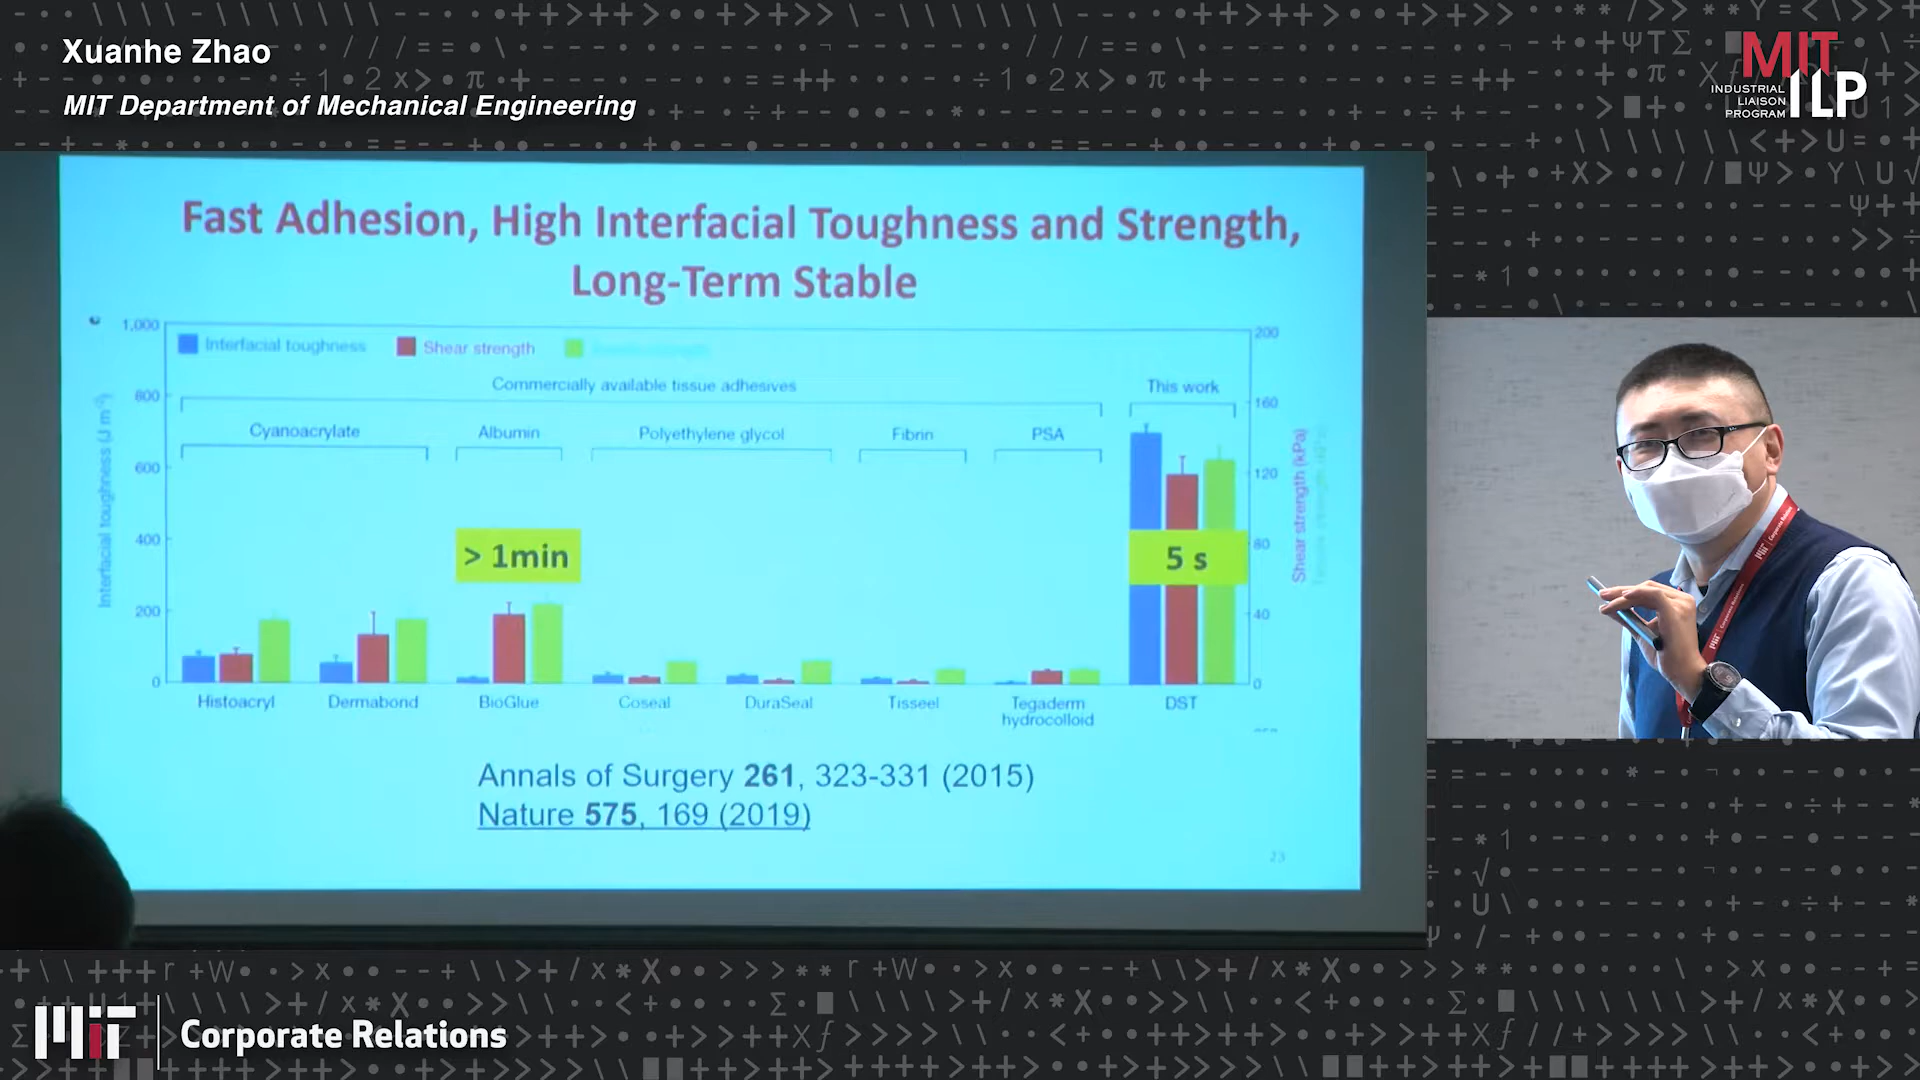 Xuanhe Zhao
MIT Department of Mechanical Engineering
MIT
ILP
INDUSTRIAL
LIAISON
PROGRAM
Fast Adhesion, High Interfacial Toughness and Strength,
Long-Term Stable
Interfacial toughness
Shear strength
Commercially available tissue adhesives
This work
Cyanoacrylate
Albumin
Polyethylene glycol
Fibrin
PSA
Interfacial toughness (J m⁻²)
1,000
800
600
400
200
0
Shear strength (kPa)
200
160
120
80
40
0
> 1min
5 s
Histoacryl
Dermabond
BioGlue
Coseal
DuraSeal
Tisseel
Tegaderm
hydrocolloid
DST
Annals of Surgery 261, 323-331 (2015)
Nature 575, 169 (2019)
23
MIT
Corporate Relations